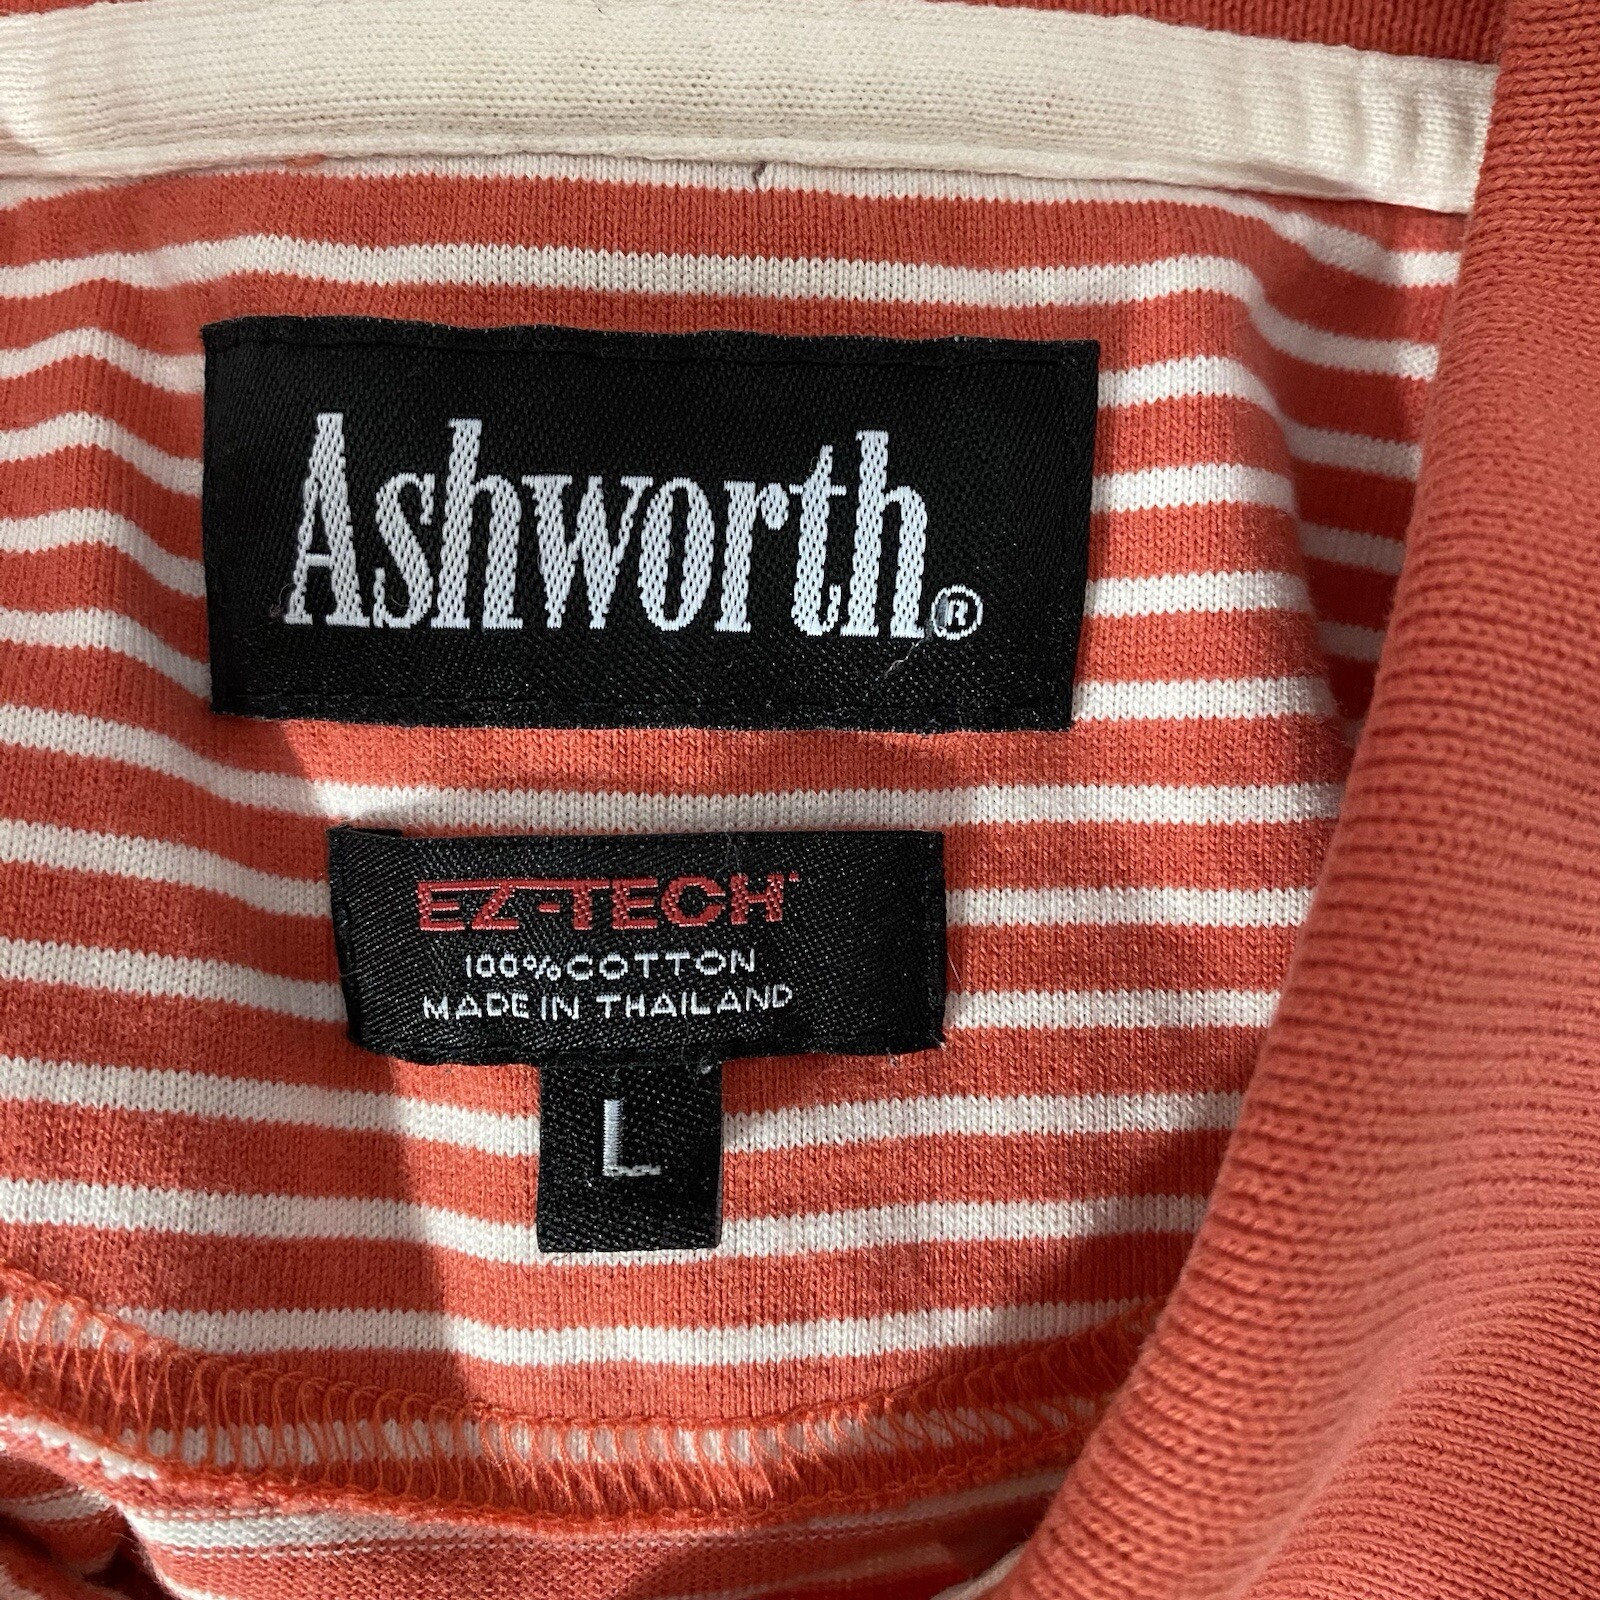 Ashworth®
EZ-TECH
100% COTTON
MADE IN THAILAND
L